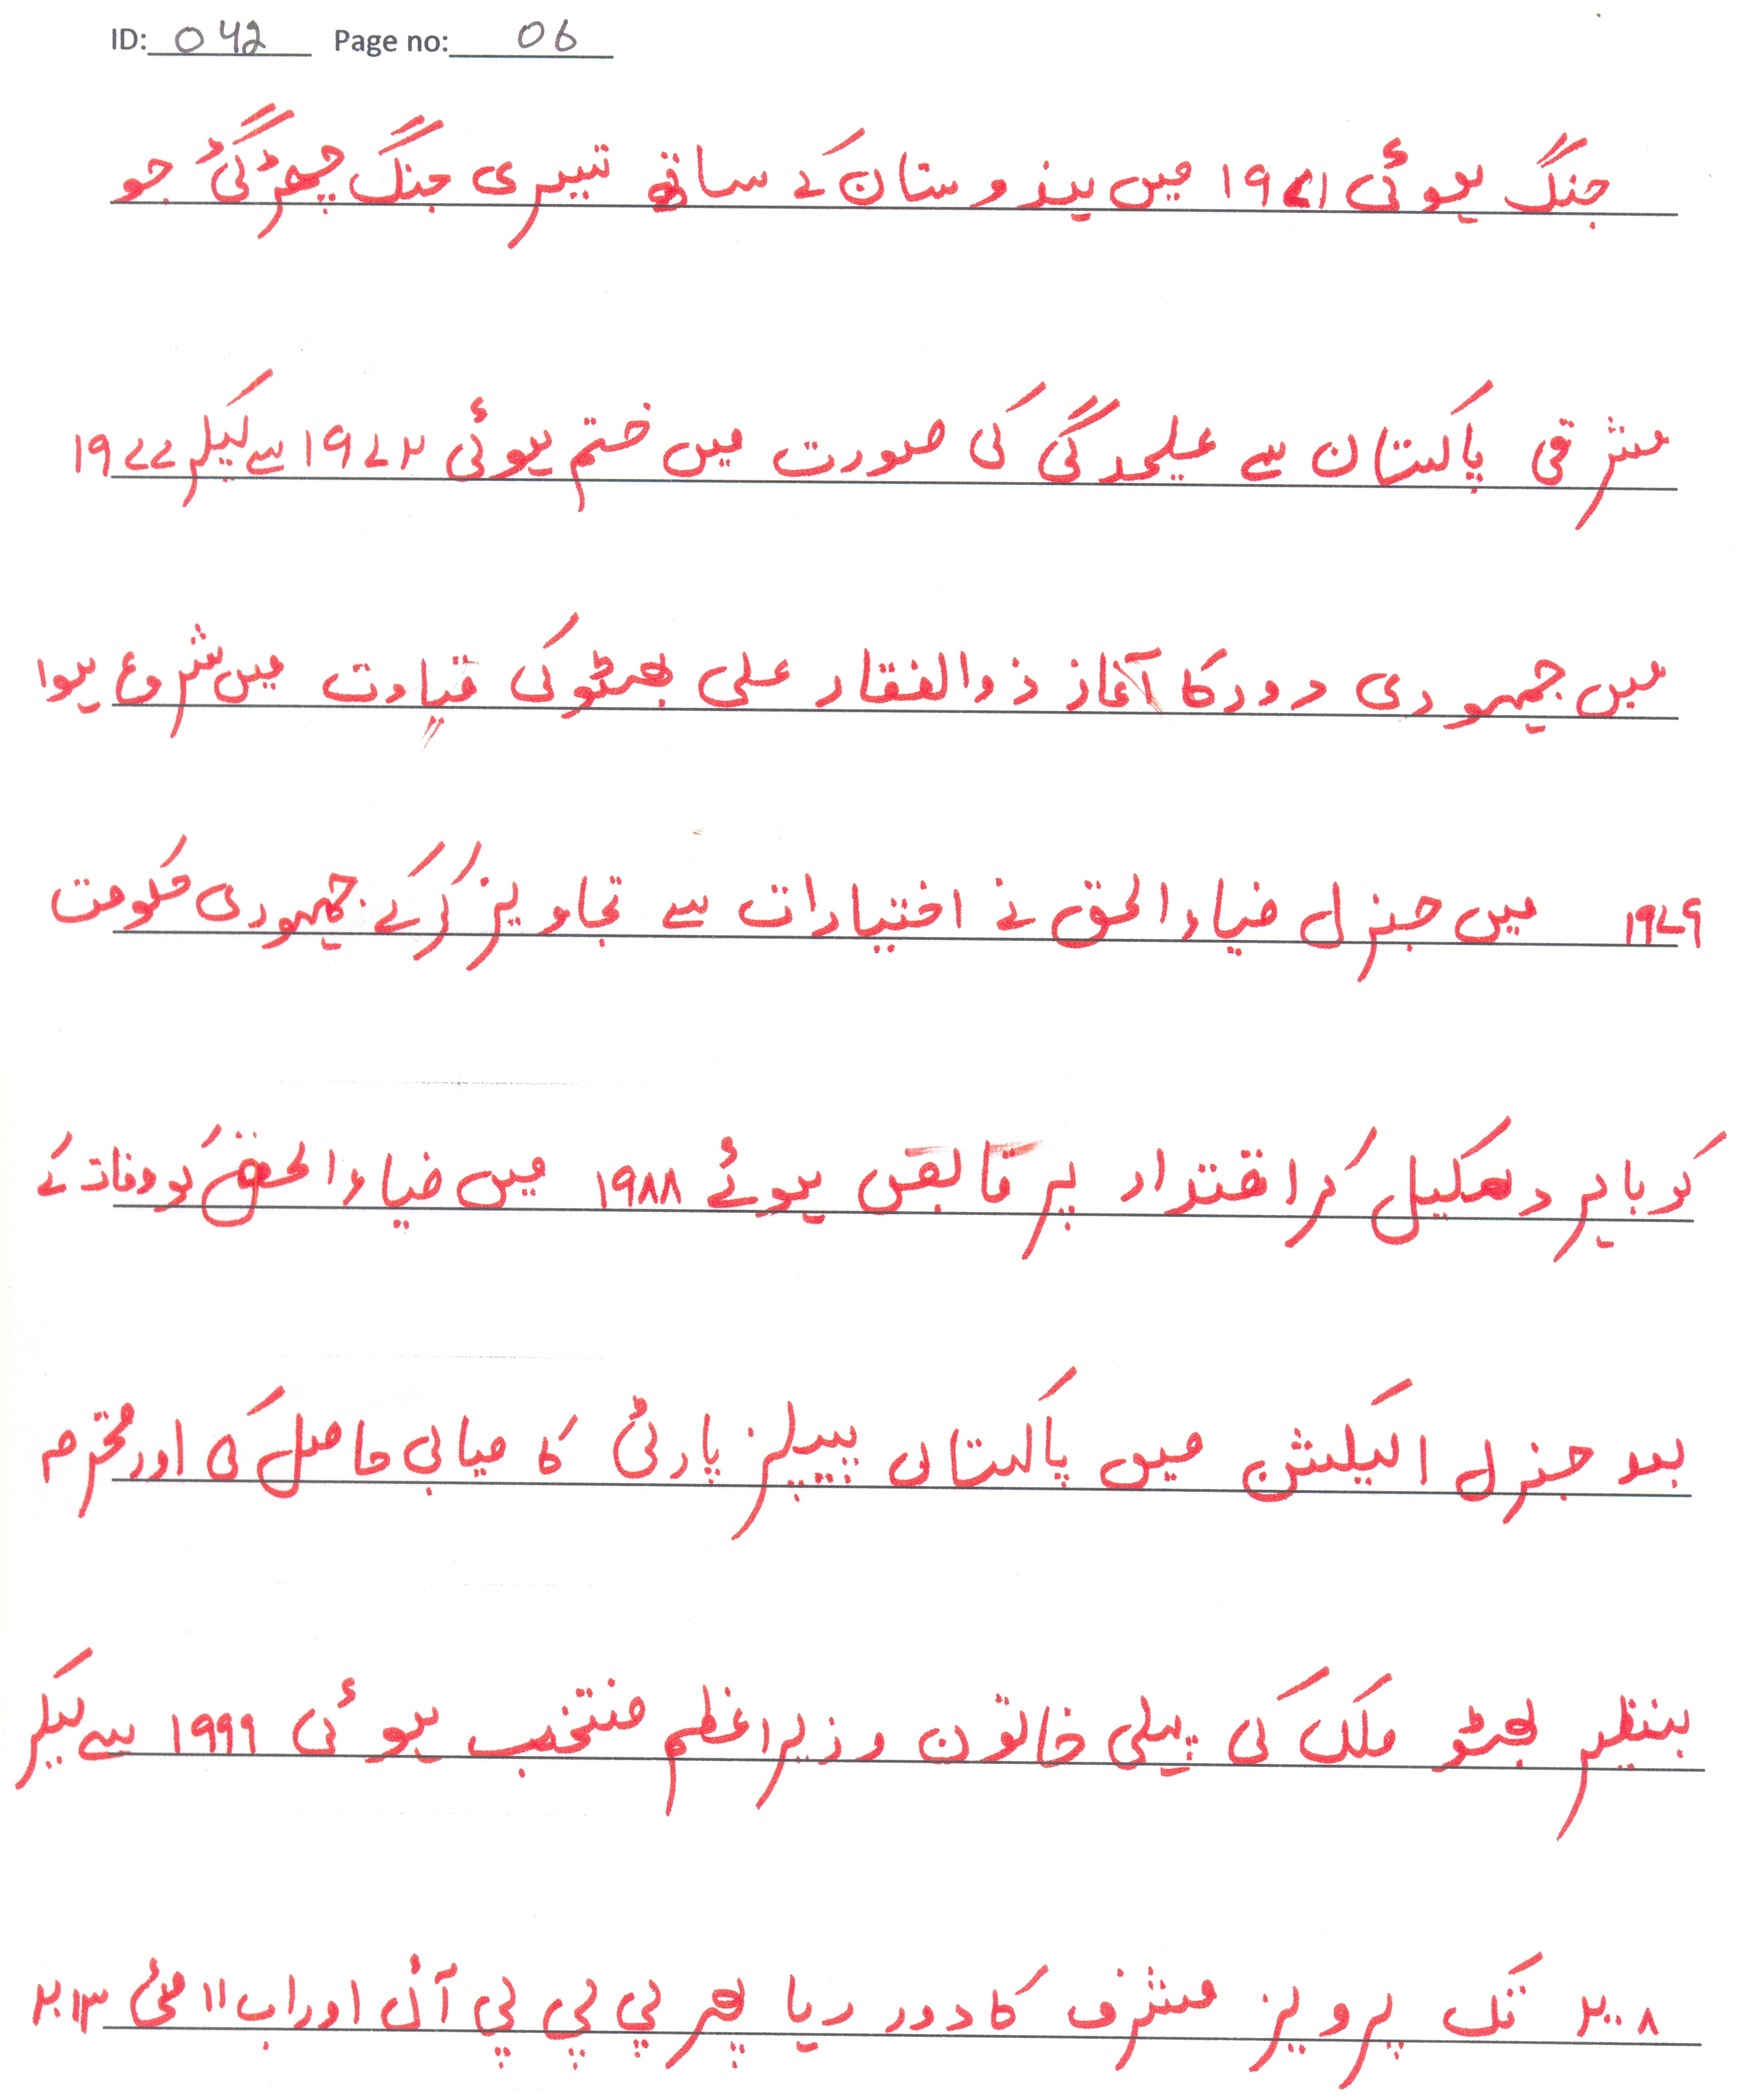 ID: 042 Page no: 06
جنگ ہوئی ۱۹۷۱ میں ہندوستان کے ساتھ تیسری جنگ چھڑ گئی جو
مشرقی پاکستان سے علیحدگی کی صورت میں ختم ہوئی ۱۹۷۲ سے لیکر ۱۹۷۷
میں جمہوری دور کا آغاز ذوالفقار علی بھٹو کی قیادت میں شروع ہوا
۱۹۷۹ میں جنرل ضیاءالحق نے اختیارات سے تجاویز کر کے جمہوری حکومت
کو باہر دھکیل کر اقتدار پر قابض ہوئے ۱۹۸۸ میں ضیاءالحق کو وفات کے
بعد جنرل الیکشن میں پاکستان پیپلز پارٹی کامیابی حاصل کی اور محترم
بینظیر بھٹو ملک کی پہلی خاتون وزیراعظم منتخب ہوئی ۱۹۹۹ سے لیکر
۲۰۰۸ تک پرویز مشرف کا دور رہا پھر پی پی پی آئی اور اب ۱۱ مئی ۲۰۱۳